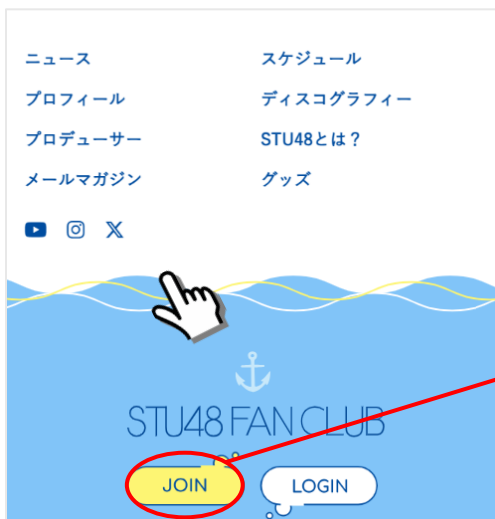 ニュース
スケジュール
プロフィール
ディスコグラフィー
プロデューサー
STU48とは？
メールマガジン
グッズ
STU48 FAN CLUB
JOIN
LOGIN